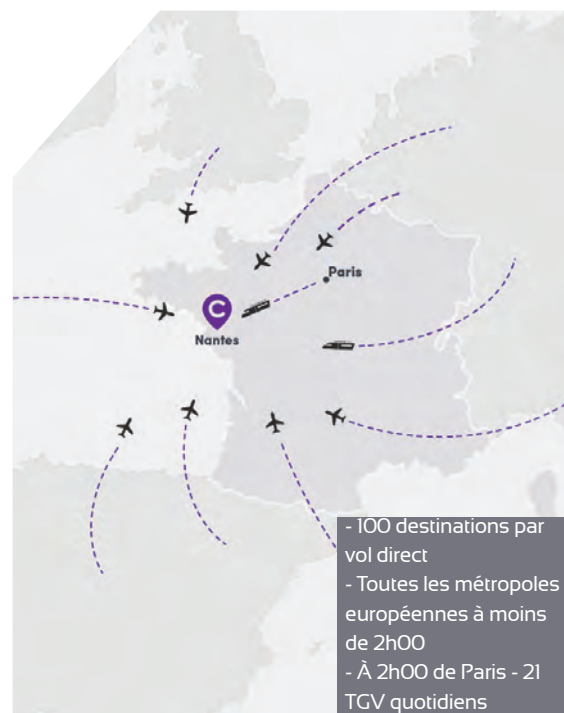 Paris
C
Nantes
- 100 destinations par
vol direct
- Toutes les métropoles
européennes à moins
de 2h00
- À 2h00 de Paris - 21
TGV quotidiens